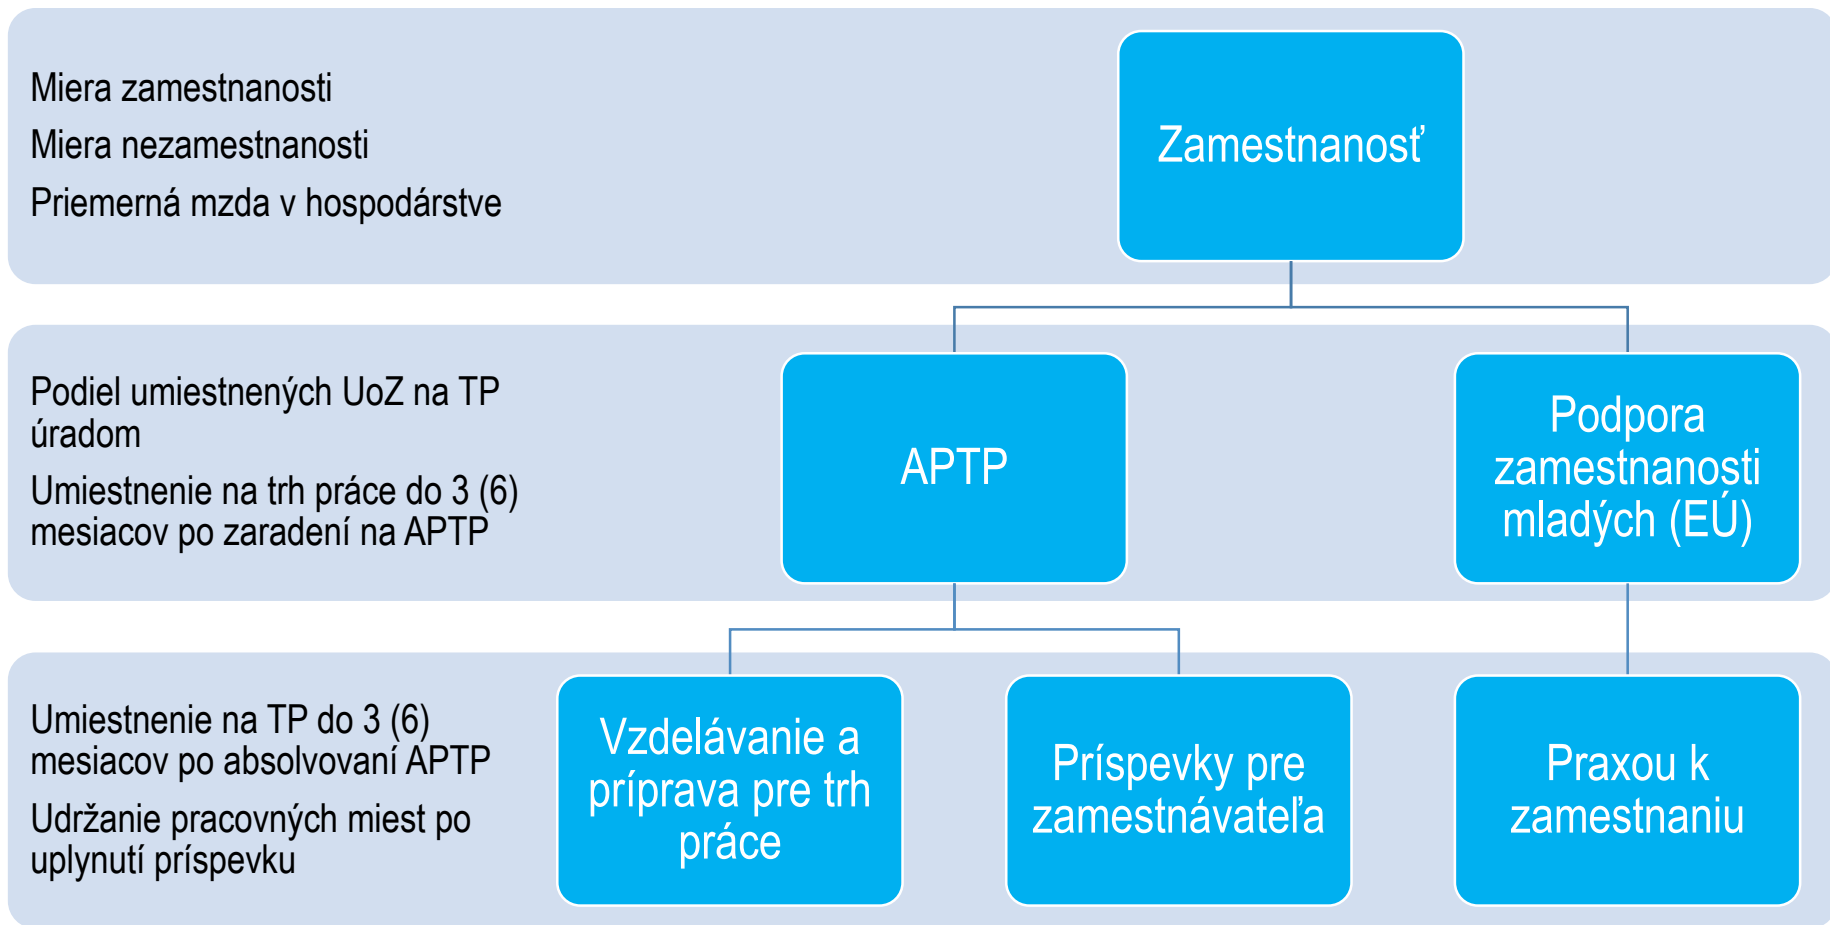 Miera zamestnanosti
Miera nezamestnanosti
Priemerná mzda v hospodárstve
Zamestnanosť
Podiel umiestnených UoZ na TP
úradom
Umiestnenie na trh práce do 3 (6)
mesiacov po zaradení na APTP
APTP
Podpora
zamestnanosti
mladých (EÚ)
Umiestnenie na TP do 3 (6)
mesiacov po absolvovaní APTP
Udržanie pracovných miest po
uplynutí príspevku
Vzdelávanie a
príprava pre trh
práce
Príspevky pre
zamestnávateľa
Praxou k
zamestnaniu